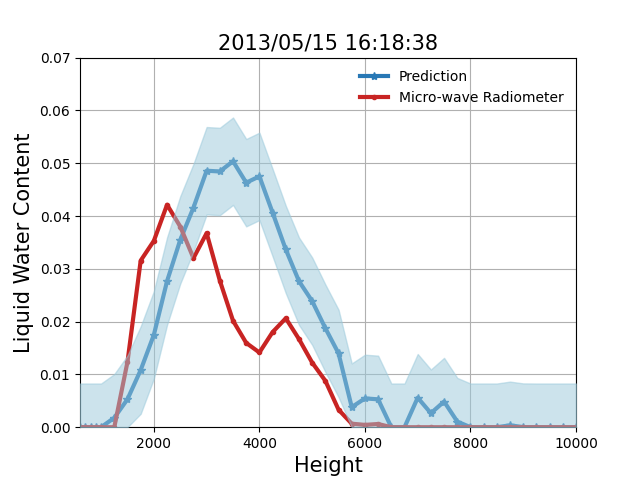 2013/05/15 16:18:38
Prediction
Micro-wave Radiometer
Liquid Water Content
0.07
0.06
0.05
0.04
0.03
0.02
0.01
0.00
2000 4000 6000 8000 10000
Height